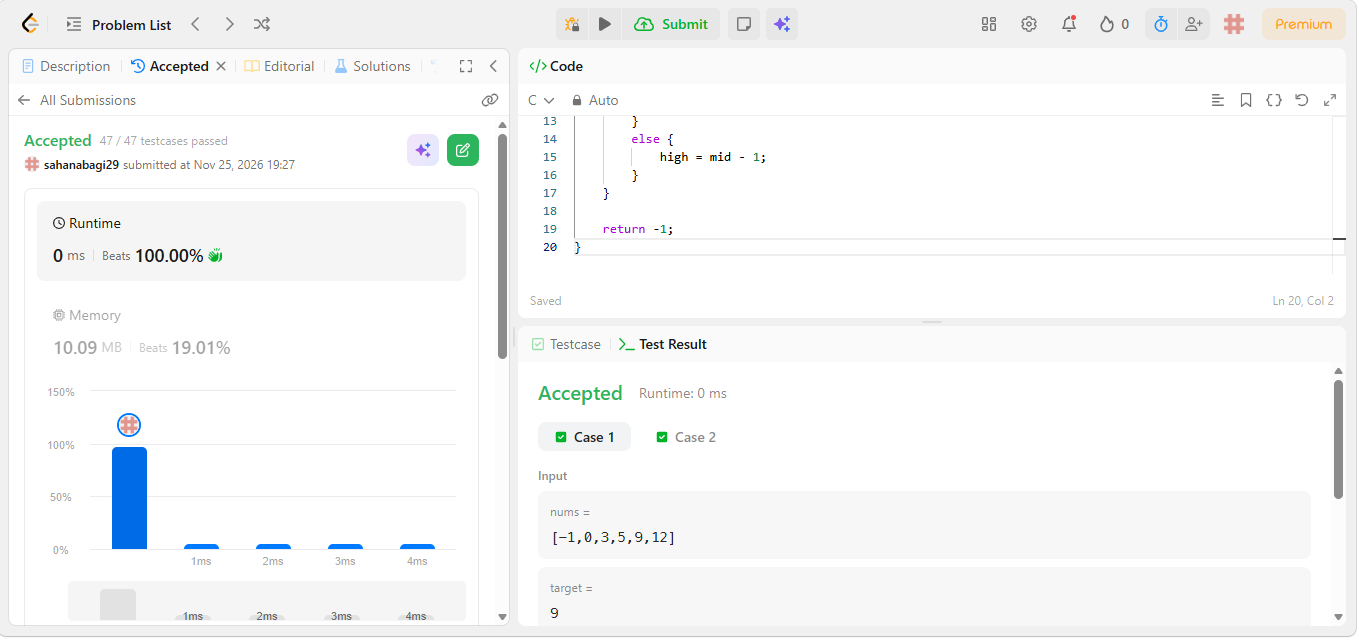 Problem List
Submit
0
Premium
Description
Accepted
Editorial
Solutions
All Submissions
Accepted 47 / 47 testcases passed
sahanabagi29 submitted at Nov 25, 2026 19:27
Runtime
0 ms Beats 100.00%
Memory
10.09 MB Beats 19.01%
150%
100%
50%
0%
1ms 2ms 3ms 4ms
1ms 2ms 3ms 4ms
</> Code
C Auto
13 }
14 else {
15 high = mid - 1;
16 }
17 }
18
19 return -1;
20 }
Saved Ln 20, Col 2
Testcase >_ Test Result
Accepted Runtime: 0 ms
Case 1 Case 2
Input
nums =
[-1,0,3,5,9,12]
target =
9